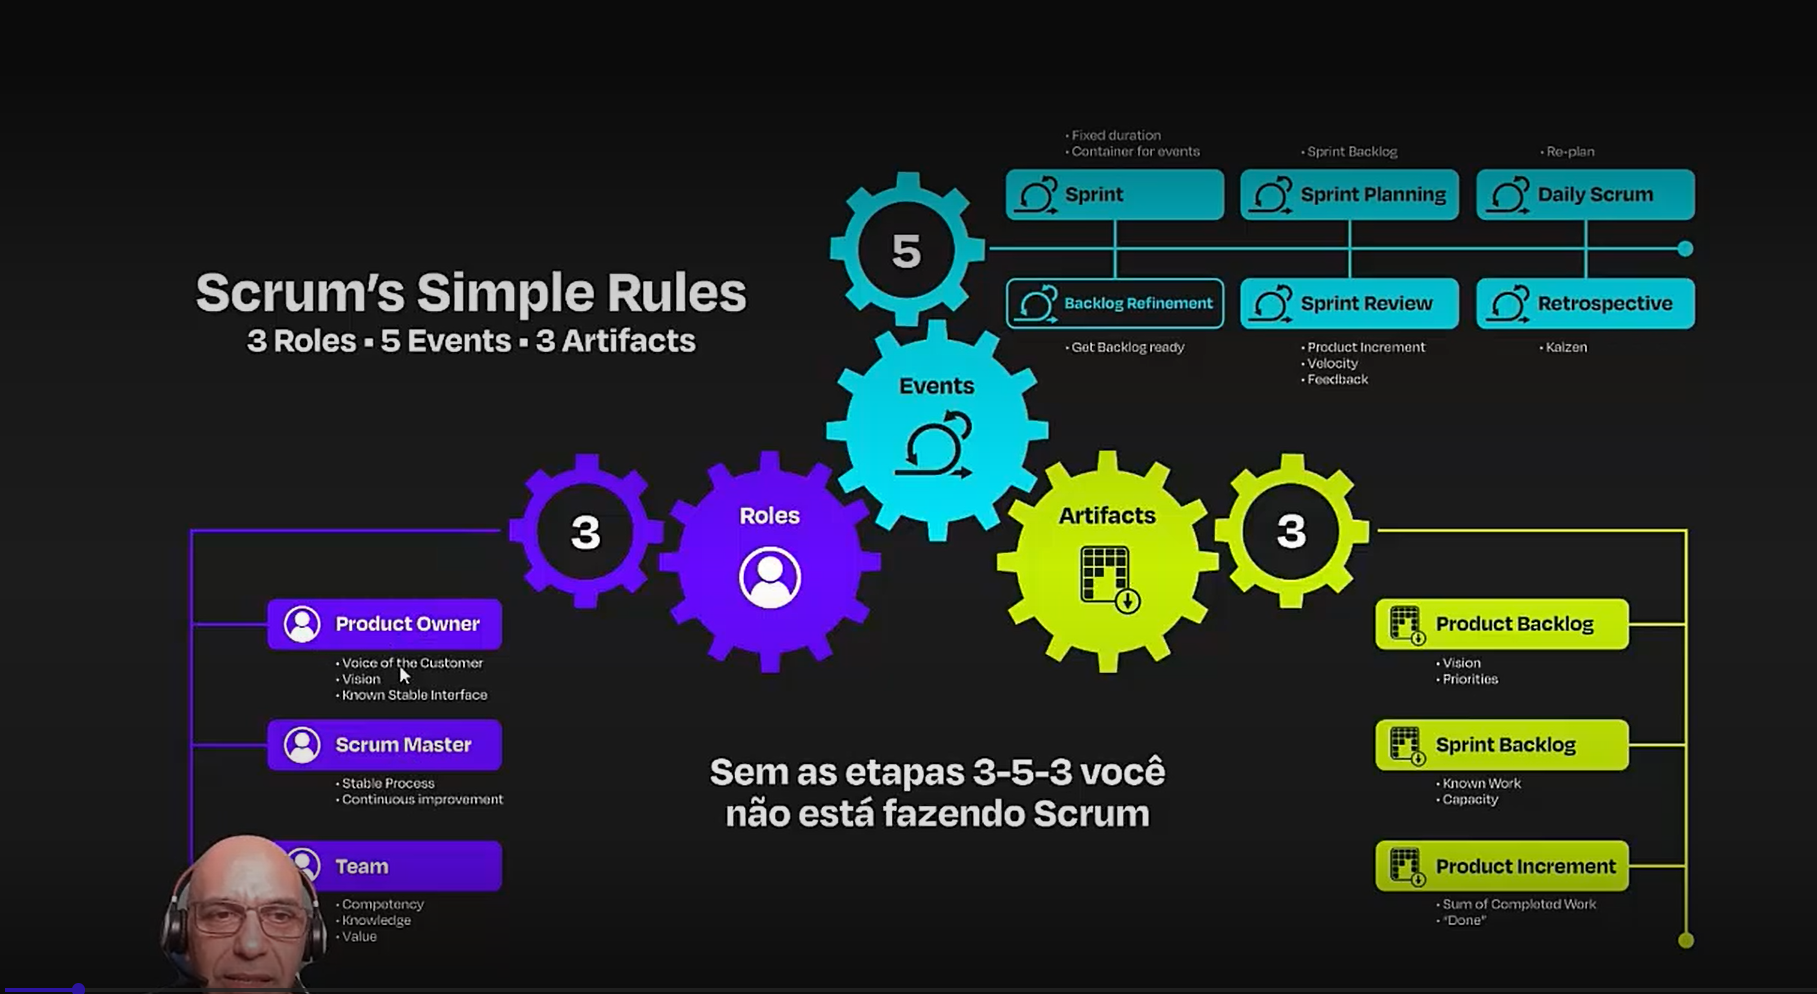 Scrum's Simple Rules
3 Roles ▪ 5 Events ▪ 3 Artifacts
5
• Fixed duration
• Container for events
Sprint
• Sprint Backlog
Sprint Planning
• Re-plan
Daily Scrum
Backlog Refinement
• Get Backlog ready
Sprint Review
• Product Increment
• Velocity
• Feedback
Retrospective
• Kaizen
Events
3
Roles
Artifacts
3
Product Owner
• Voice of the Customer
• Vision
• Known Stable Interface
Scrum Master
• Stable Process
• Continuous improvement
Team
• Competency
• Knowledge
• Value
Sem as etapas 3-5-3 você
não está fazendo Scrum
Product Backlog
• Vision
• Priorities
Sprint Backlog
• Known Work
• Capacity
Product Increment
• Sum of Completed Work
• "Done"